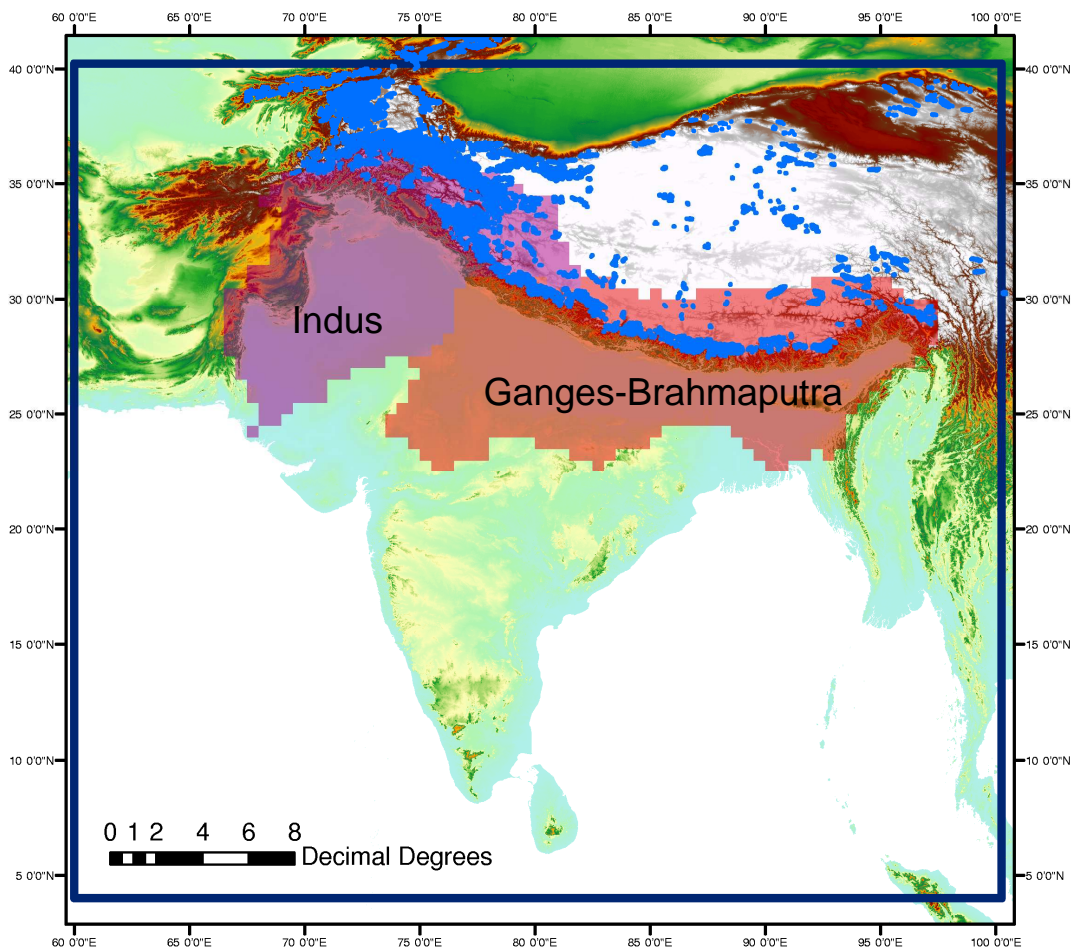 60 0'0"E 65 0'0"E 70 0'0"E 75 0'0"E 80 0'0"E 85 0'0"E 90 0'0"E 95 0'0"E 100 0'0"E
40 0'0"N 40 0'0"N
35 0'0"N 35 0'0"N
30 0'0"N 30 0'0"N
Indus
Ganges-Brahmaputra
25 0'0"N 25 0'0"N
20 0'0"N 20 0'0"N
15 0'0"N 15 0'0"N
10 0'0"N 10 0'0"N
0 1 2 4 6 8
Decimal Degrees
5 0'0"N 5 0'0"N
60 0'0"E 65 0'0"E 70 0'0"E 75 0'0"E 80 0'0"E 85 0'0"E 90 0'0"E 95 0'0"E 100 0'0"E